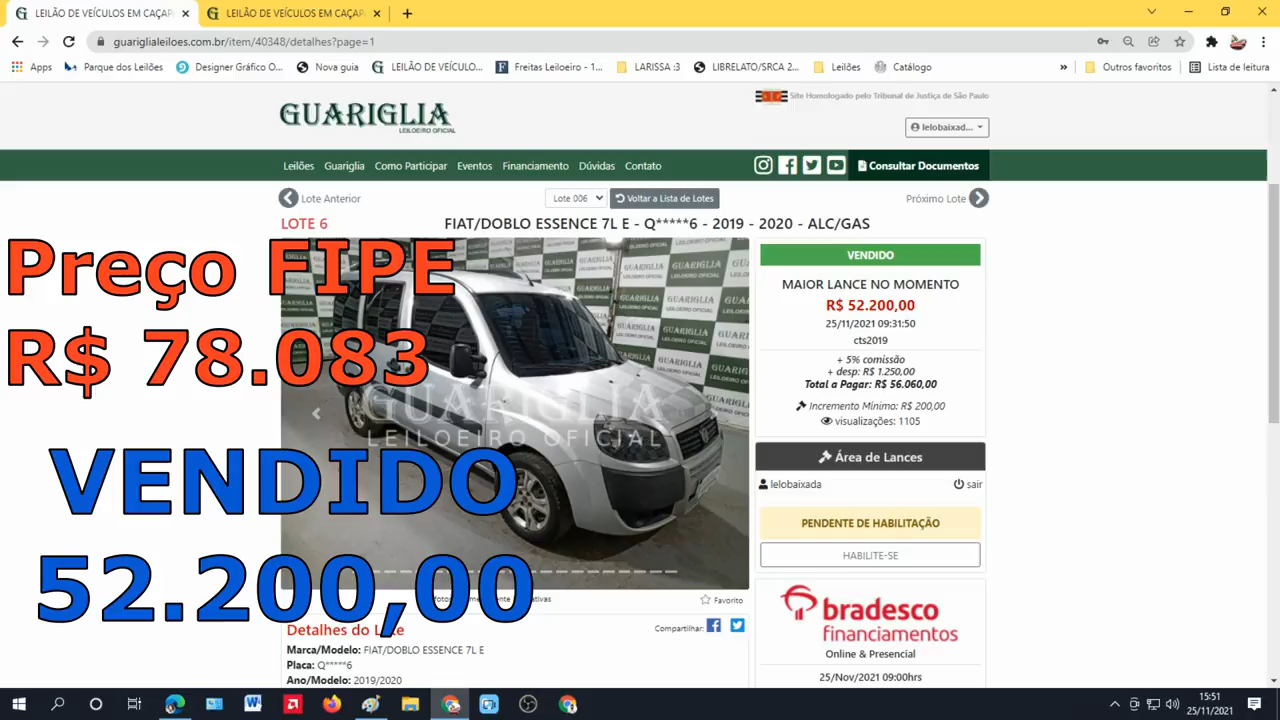 LEILÃO DE VEÍCULOS EM CAÇAP
LEILÃO DE VEÍCULOS EM CAÇAP
guariglialeiloes.com.br/item/40348/detalhes?page=1
Apps
Parque dos Leilões
Designer Gráfico O...
Nova guia
LEILÃO DE VEÍCULO...
Freitas Leiloeiro - 1...
LARISSA :3
LIBRELATO/SRCA 2...
Leilões
Catálogo
»
Outros favoritos
Lista de leitura
GUARIGLIA
LEILOEIRO OFICIAL
Site Homologado pelo Tribunal de Justiça de São Paulo
lelobaixad...
Leilões Guariglia Como Participar Eventos Financiamento Dúvidas Contato
Consultar Documentos
Lote Anterior
Lote 006
Voltar a Lista de Lotes
Próximo Lote
LOTE 6
FIAT/DOBLO ESSENCE 7L E - Q*****6 - 2019 - 2020 - ALC/GAS
Preço FIPE
R$ 78.083
VENDIDO
52.200,00
GUARIGLIA
LEILOEIRO OFICIAL
VENDIDO
MAIOR LANCE NO MOMENTO
R$ 52.200,00
25/11/2021 09:31:50
cts2019
+ 5% comissão
+ desp: R$ 1.250,00
Total a Pagar: R$ 56.060,00
Incremento Mínimo: R$ 200,00
visualizações: 1105
Área de Lances
lelobaixada
sair
PENDENTE DE HABILITAÇÃO
HABILITE-SE
bradesco
financiamentos
Online & Presencial
25/Nov/2021 09:00hrs
Favorito
Detalhes do Lote
Compartilhar:
Marca/Modelo: FIAT/DOBLO ESSENCE 7L E
Placa: Q*****6
Ano/Modelo: 2019/2020
15:51
25/11/2021